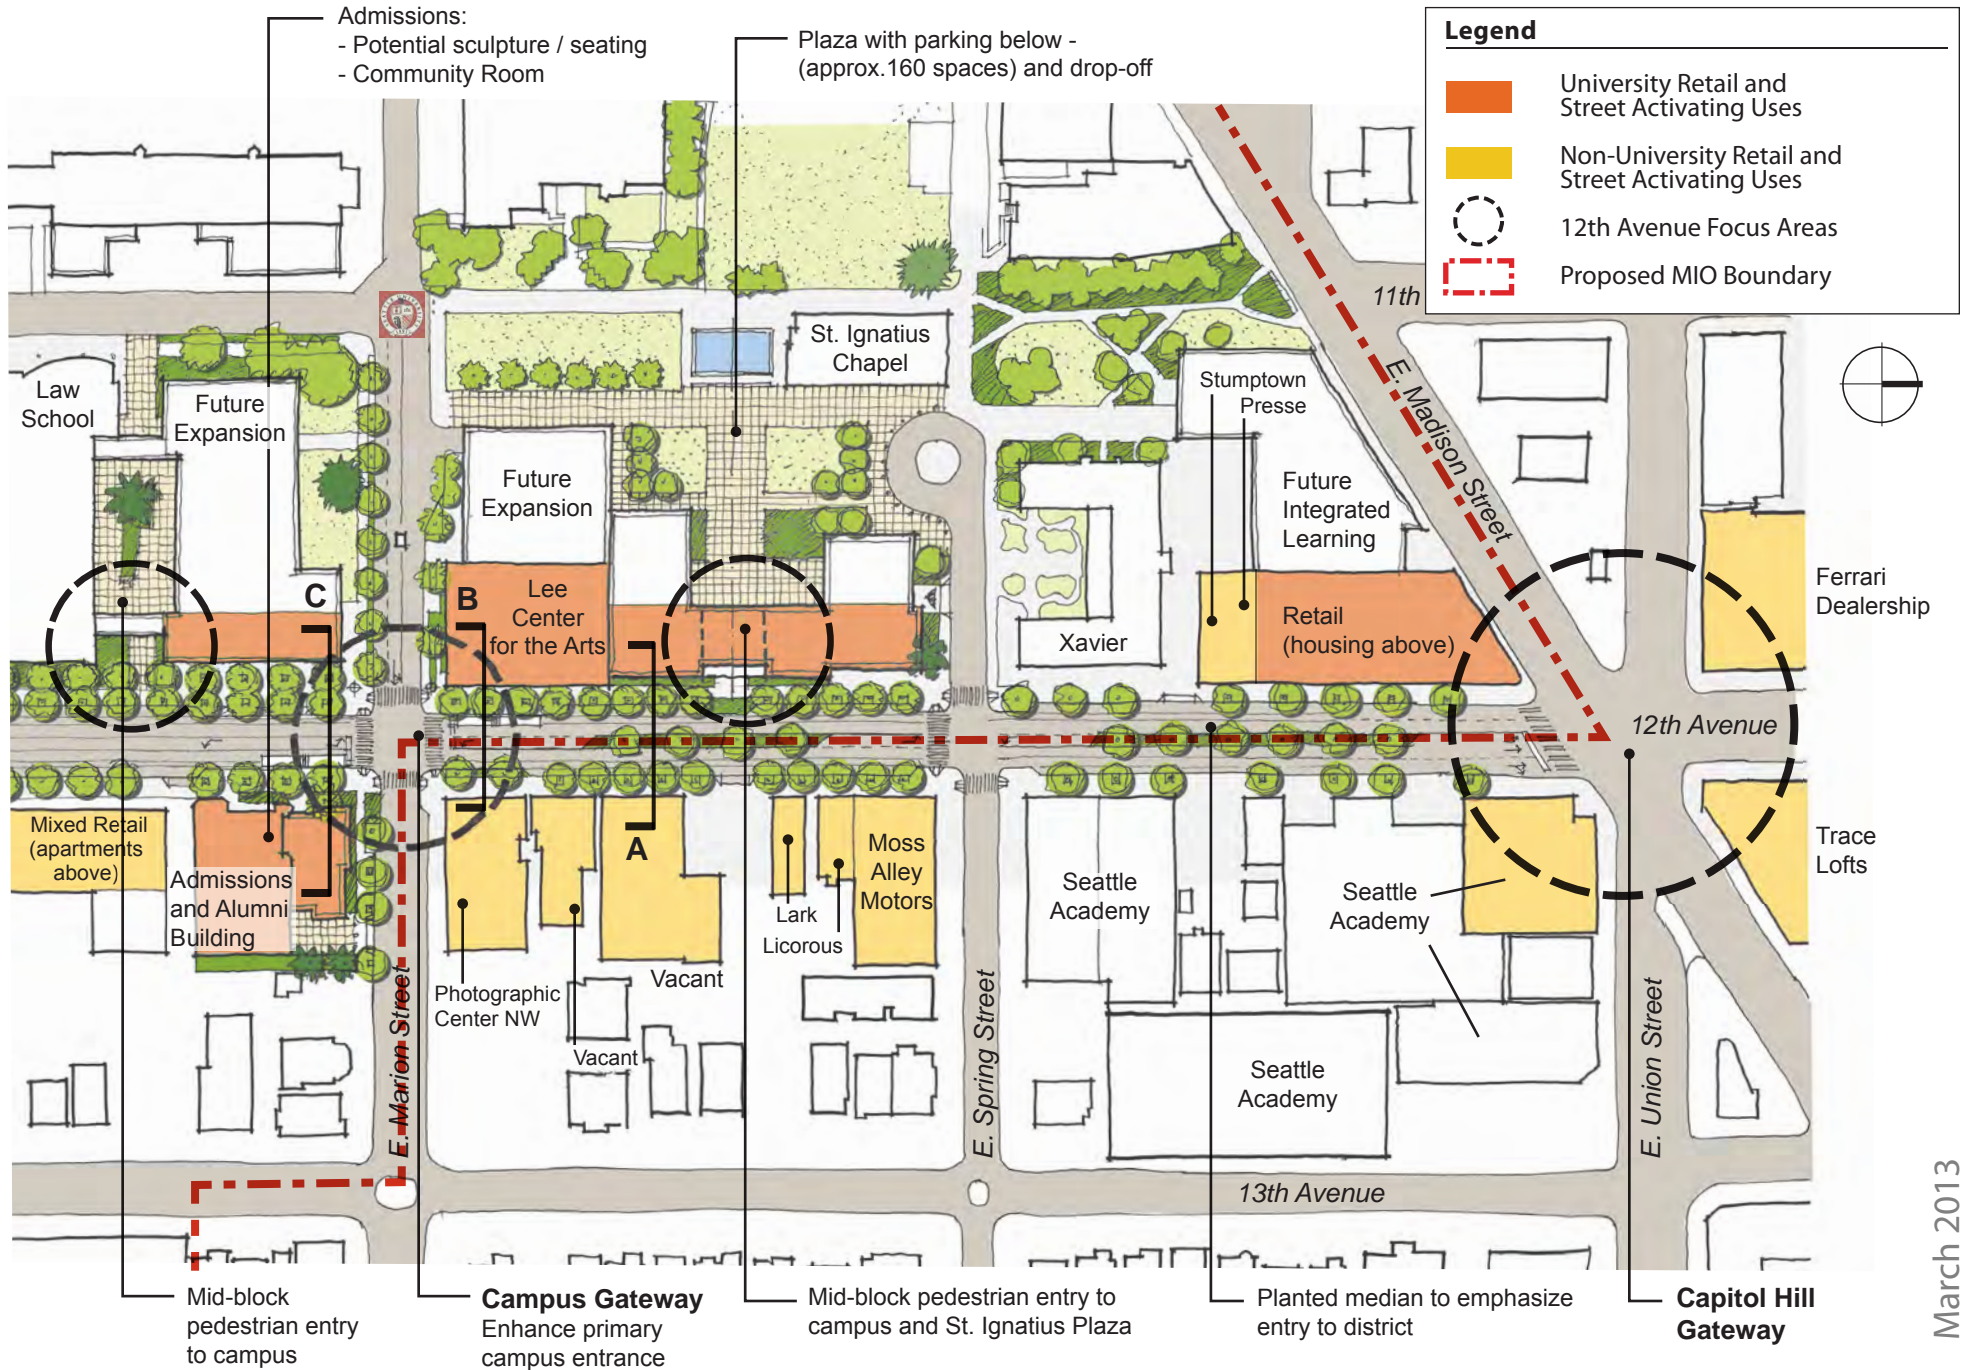 Admissions:
- Potential sculpture / seating
- Community Room
Plaza with parking below -
(approx.160 spaces) and drop-off
Legend
University Retail and
Street Activating Uses
Non-University Retail and
Street Activating Uses
12th Avenue Focus Areas
Proposed MIO Boundary
11th
St. Ignatius
Chapel
Law
School
Future
Expansion
Stumptown
Presse
E. Madison Street
Future
Expansion
Future
Integrated
Learning
Ferrari
Dealership
C
B
Lee
Center
for the Arts
Xavier
Retail
(housing above)
12th Avenue
Mixed Retail
(apartments
above)
A
Moss
Alley
Motors
Trace
Lofts
Admissions
and Alumni
Building
Seattle
Academy
Seattle
Academy
Lark
Licorous
Vacant
Photographic
Center NW
Vacant
E. Marion Street
E. Spring Street
Seattle
Academy
E. Union Street
13th Avenue
Mid-block
pedestrian entry
to campus
Campus Gateway
Enhance primary
campus entrance
Mid-block pedestrian entry to
campus and St. Ignatius Plaza
Planted median to emphasize
entry to district
Capitol Hill
Gateway
March 2013